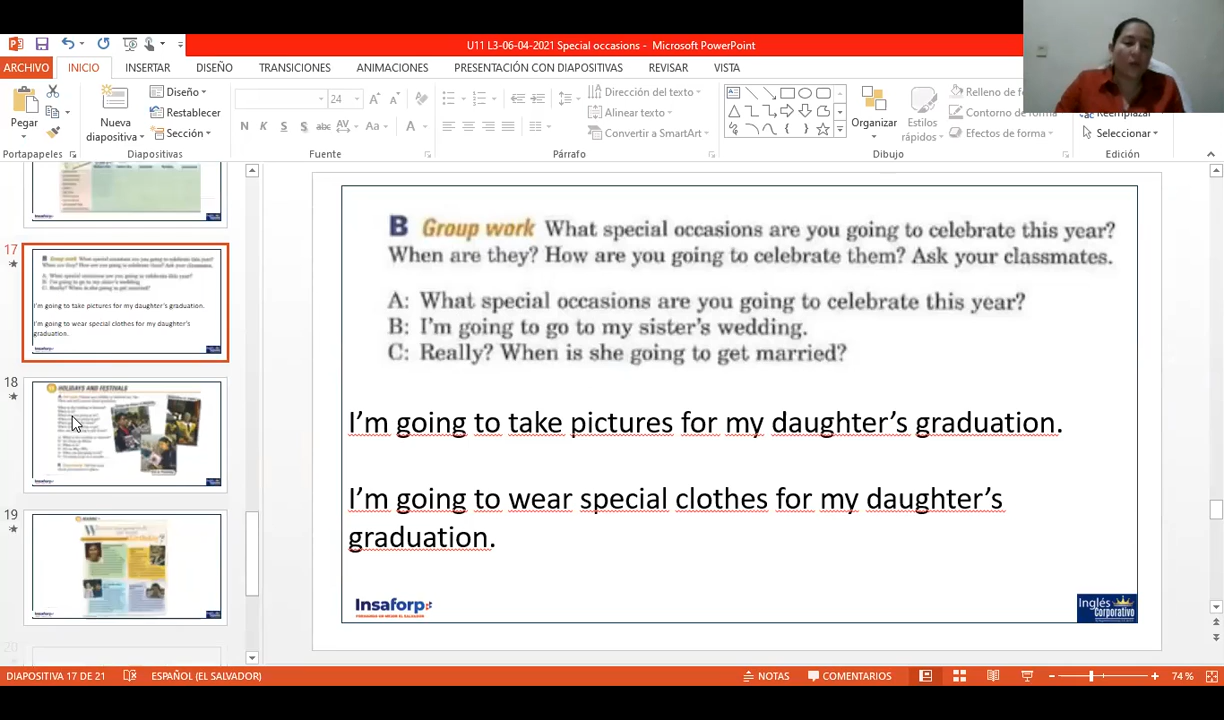 U11 L3-06-04-2021 Special occasions - Microsoft PowerPoint
ARCHIVO INICIO INSERTAR DISEÑO TRANSICIONES ANIMACIONES PRESENTACIÓN CON DIAPOSITIVAS REVISAR VISTA
Pegar
Nueva diapositiva
Diseño
Restablecer
Sección
24
N K S S abc AV Aa A
Dirección del texto
Alinear texto
Convertir a SmartArt
Organizar
Estilos rápidos
Relleno de fo
Contorno de forma
Efectos de forma
Reemplazar
Seleccionar
Portapapeles Diapositivas Fuente Párrafo Dibujo Edición
17
18
HOLIDAYS AND FESTIVALS
19
20
B Group work What special occasions are you going to celebrate this year?
When are they? How are you going to celebrate them? Ask your classmates.
A: What special occasions are you going to celebrate this year?
B: I'm going to go to my sister's wedding.
C: Really? When is she going to get married?
I'm going to take pictures for my daughter's graduation.
I'm going to wear special clothes for my daughter's
graduation.
Insaforp
Inglés
Corporativo
DIAPOSITIVA 17 DE 21 ESPAÑOL (EL SALVADOR) NOTAS COMENTARIOS 74 %